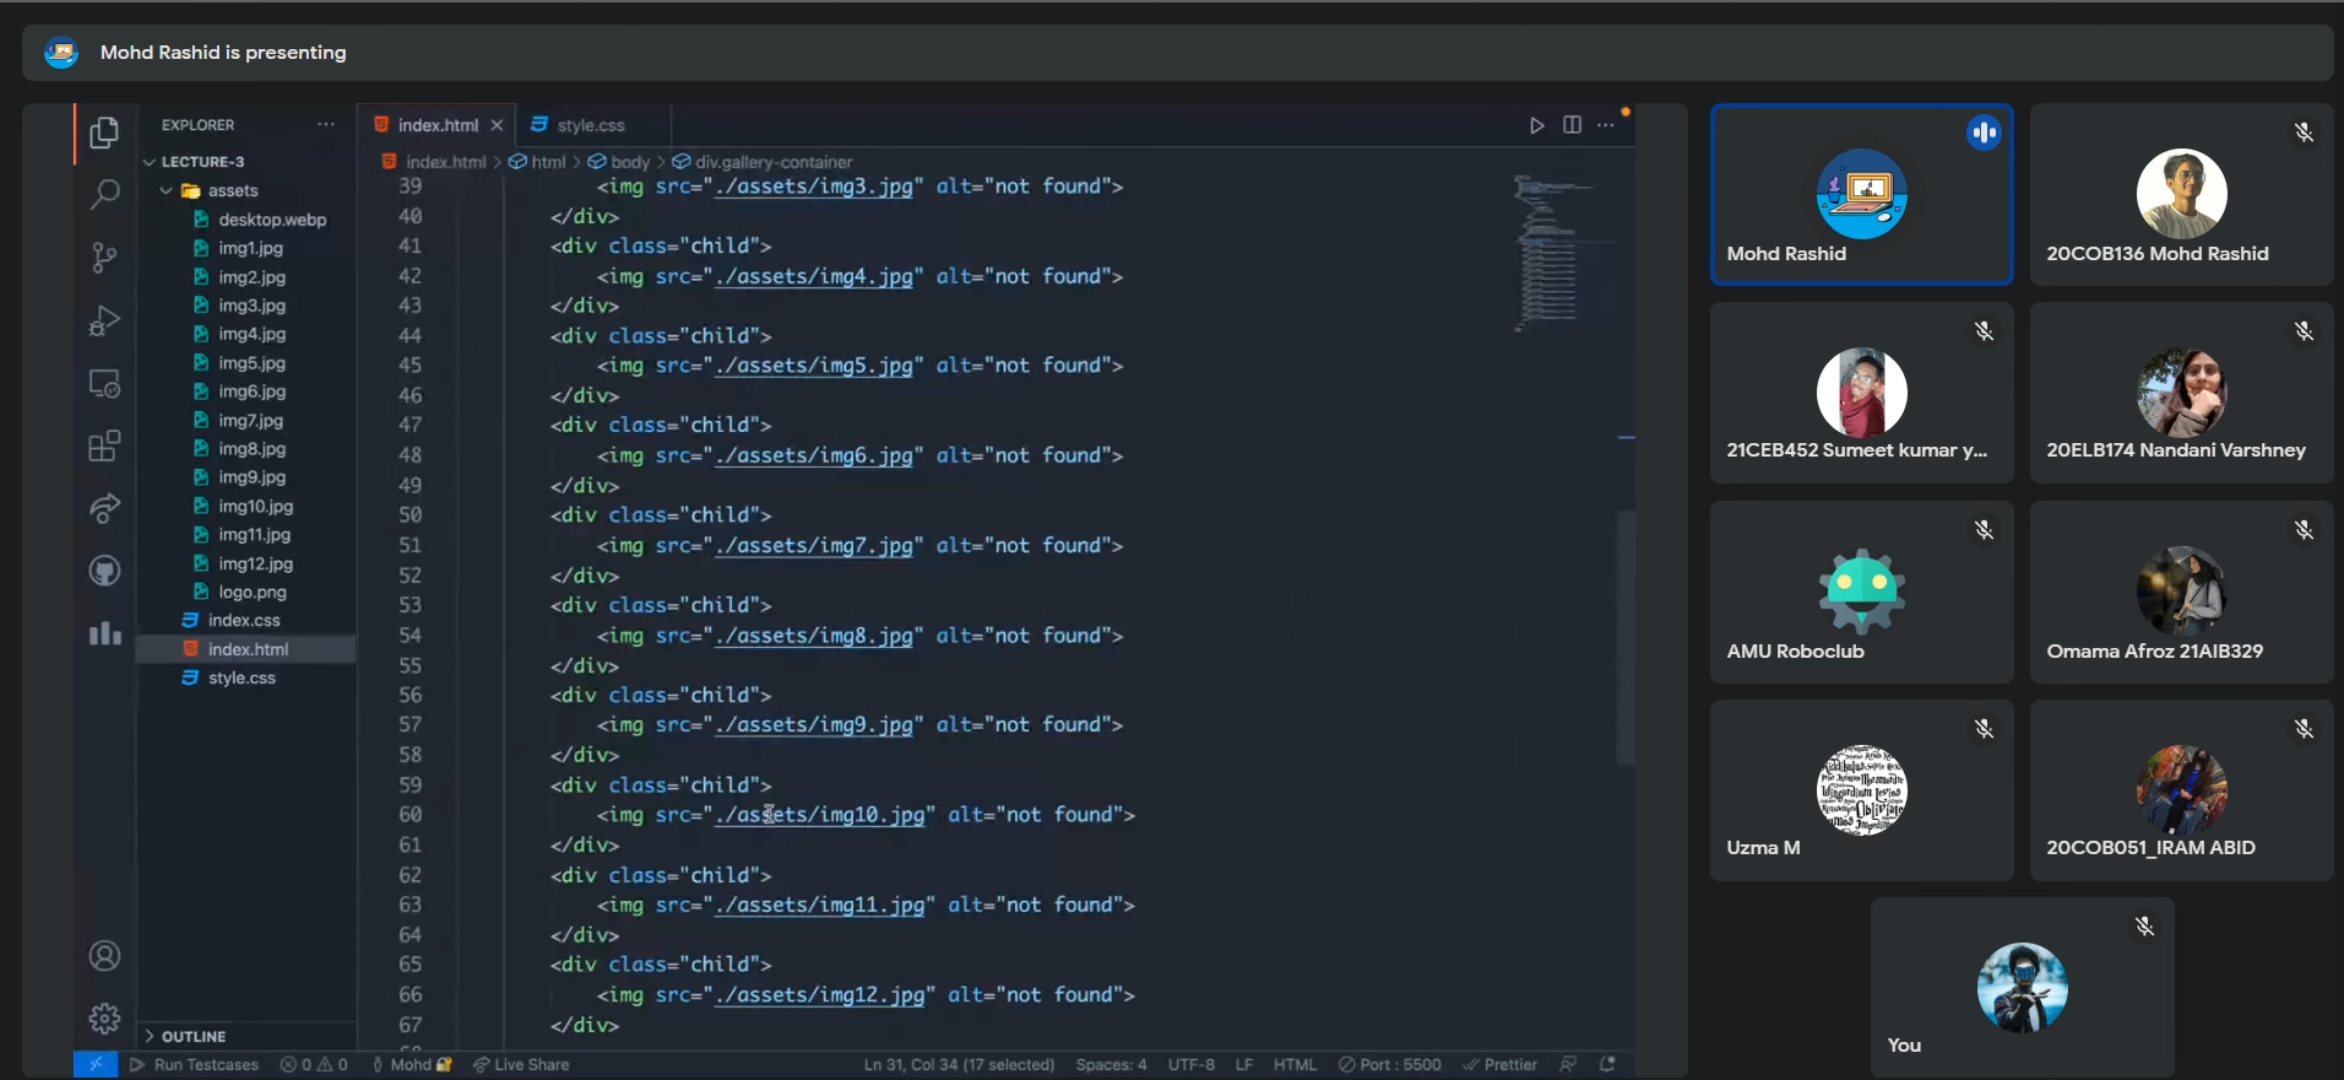 Mohd Rashid is presenting
EXPLORER
LECTURE-3
assets
desktop.webp
img1.jpg
img2.jpg
img3.jpg
img4.jpg
img5.jpg
img6.jpg
img7.jpg
img8.jpg
img9.jpg
img10.jpg
img11.jpg
img12.jpg
logo.png
index.css
index.html
style.css
OUTLINE
index.html
style.css
index.html > html > body > div.gallery-container
39 <img src="./assets/img3.jpg" alt="not found">
40 </div>
41 <div class="child">
42 <img src="./assets/img4.jpg" alt="not found">
43 </div>
44 <div class="child">
45 <img src="./assets/img5.jpg" alt="not found">
46 </div>
47 <div class="child">
48 <img src="./assets/img6.jpg" alt="not found">
49 </div>
50 <div class="child">
51 <img src="./assets/img7.jpg" alt="not found">
52 </div>
53 <div class="child">
54 <img src="./assets/img8.jpg" alt="not found">
55 </div>
56 <div class="child">
57 <img src="./assets/img9.jpg" alt="not found">
58 </div>
59 <div class="child">
60 <img src="./assets/img10.jpg" alt="not found">
61 </div>
62 <div class="child">
63 <img src="./assets/img11.jpg" alt="not found">
64 </div>
65 <div class="child">
66 <img src="./assets/img12.jpg" alt="not found">
67 </div>
Run Testcases 0 0 Mohd Live Share Ln 31, Col 34 (17 selected) Spaces: 4 UTF-8 LF HTML Port : 5500 Prettier
Mohd Rashid
20COB136 Mohd Rashid
21CEB452 Sumeet kumar y...
20ELB174 Nandani Varshney
AMU Roboclub
Omama Afroz 21AIB329
Uzma M
20COB051_IRAM ABID
You